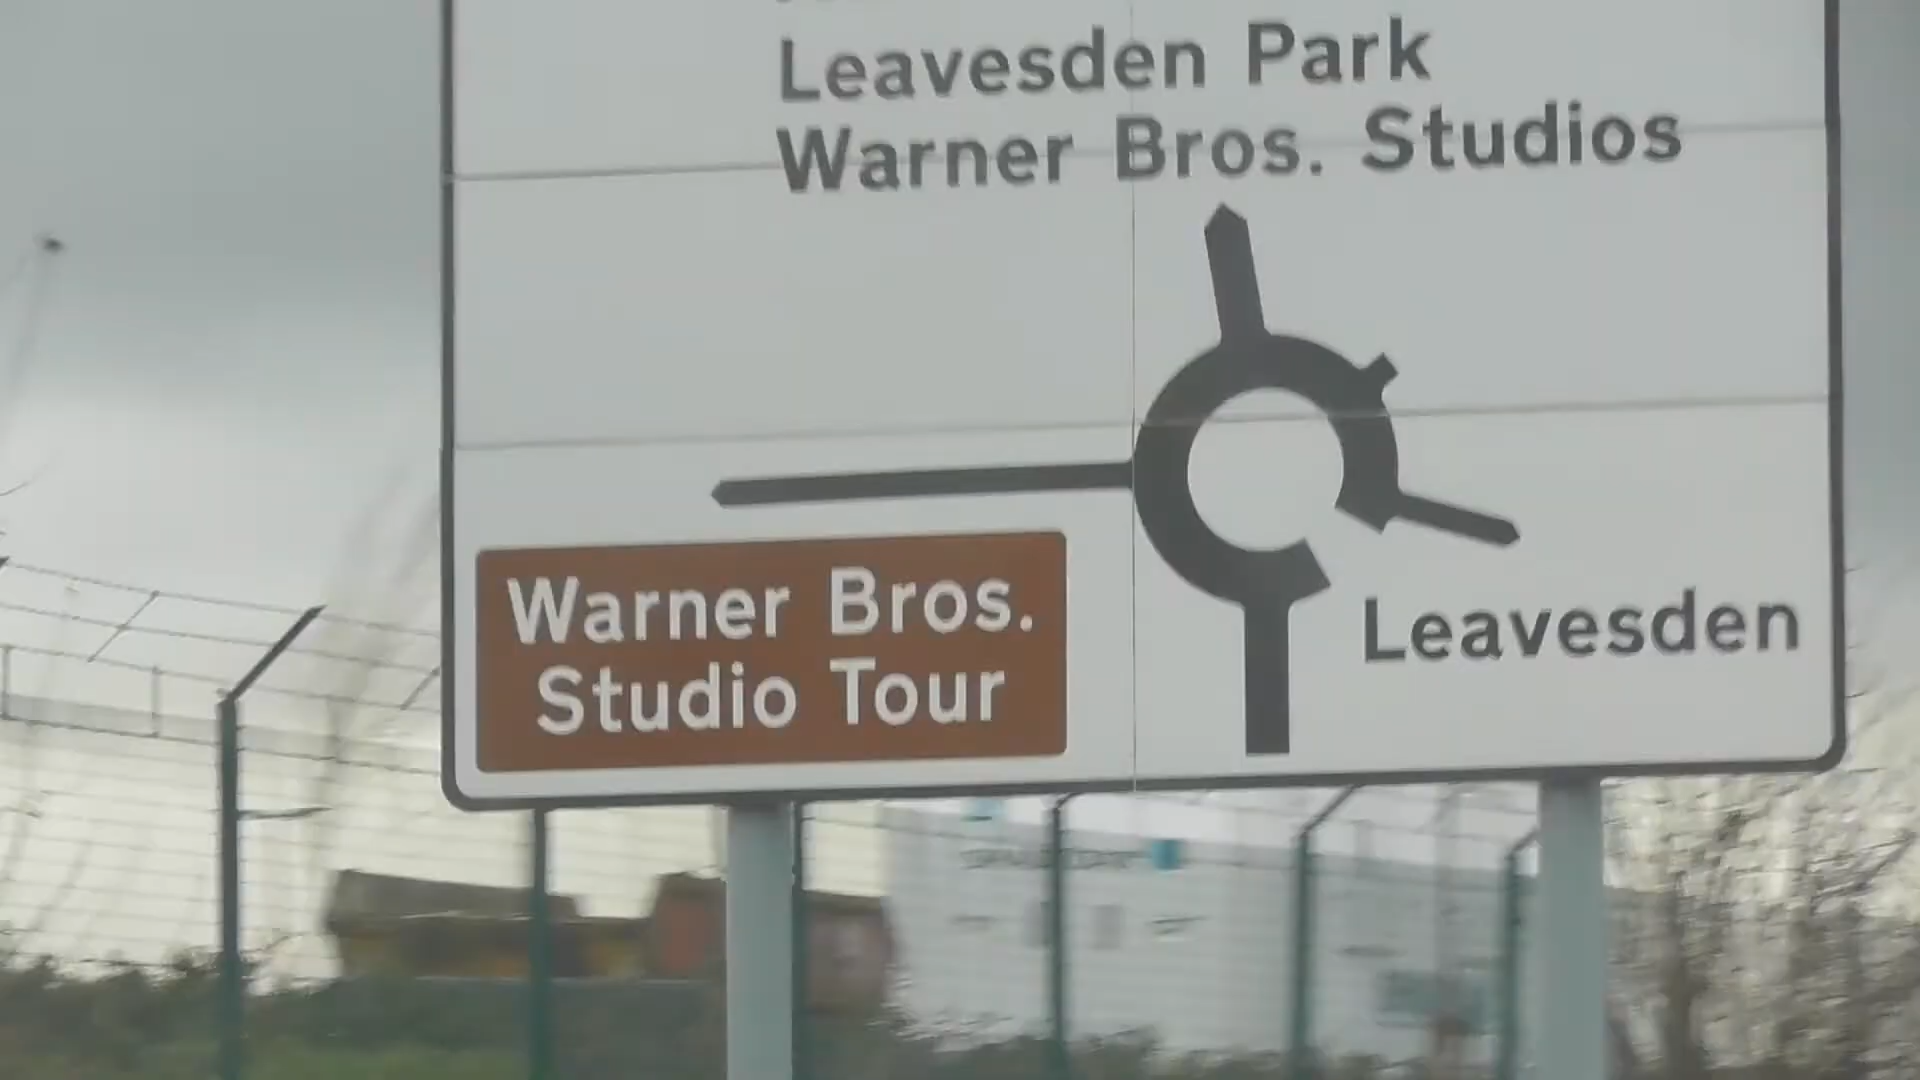 Leavesden Park
Warner Bros. Studios
Warner Bros.
Studio Tour
Leavesden